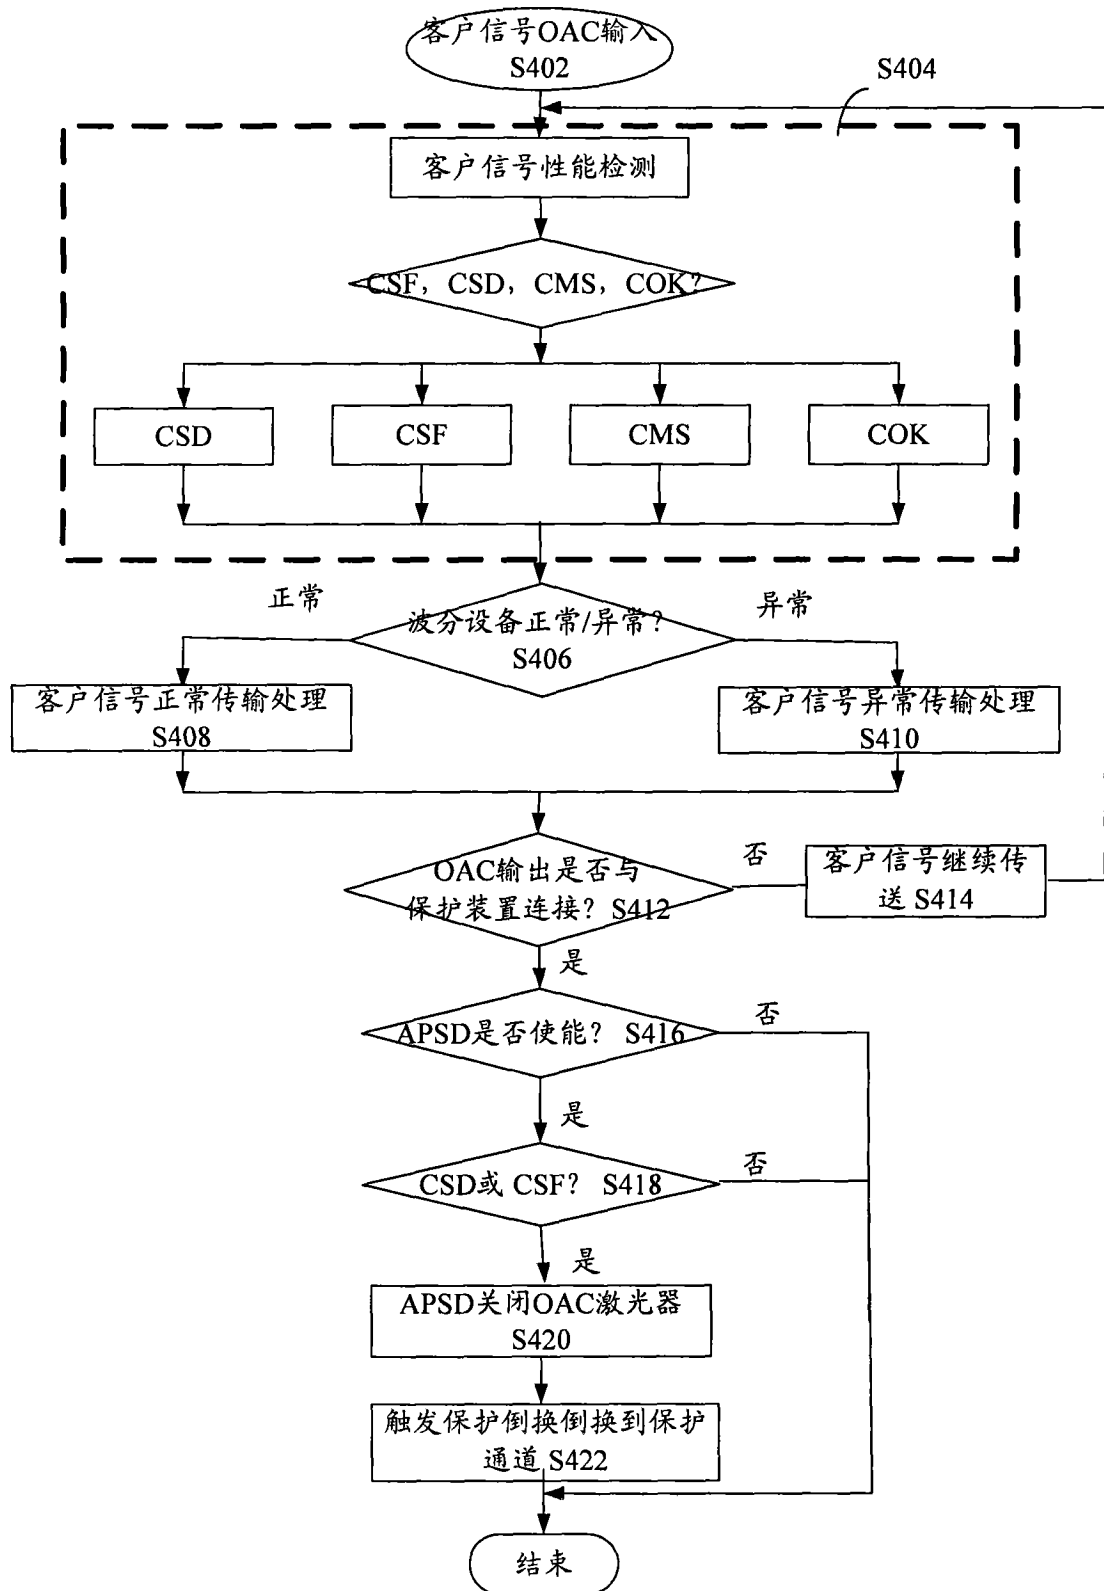 客户信号OAC输入
S402
S404
客户信号性能检测
CSF，CSD，CMS，COK？
CSD
CSF
CMS
COK
正常
异常
波分设备正常/异常？
S406
客户信号正常传输处理
S408
客户信号异常传输处理
S410
OAC输出是否与
保护装置连接？S412
否
客户信号继续传
送 S414
是
APSD是否使能？ S416
否
是
CSD或 CSF？ S418
否
是
APSD关闭OAC激光器
S420
触发保护倒换倒换到保护
通道 S422
结束